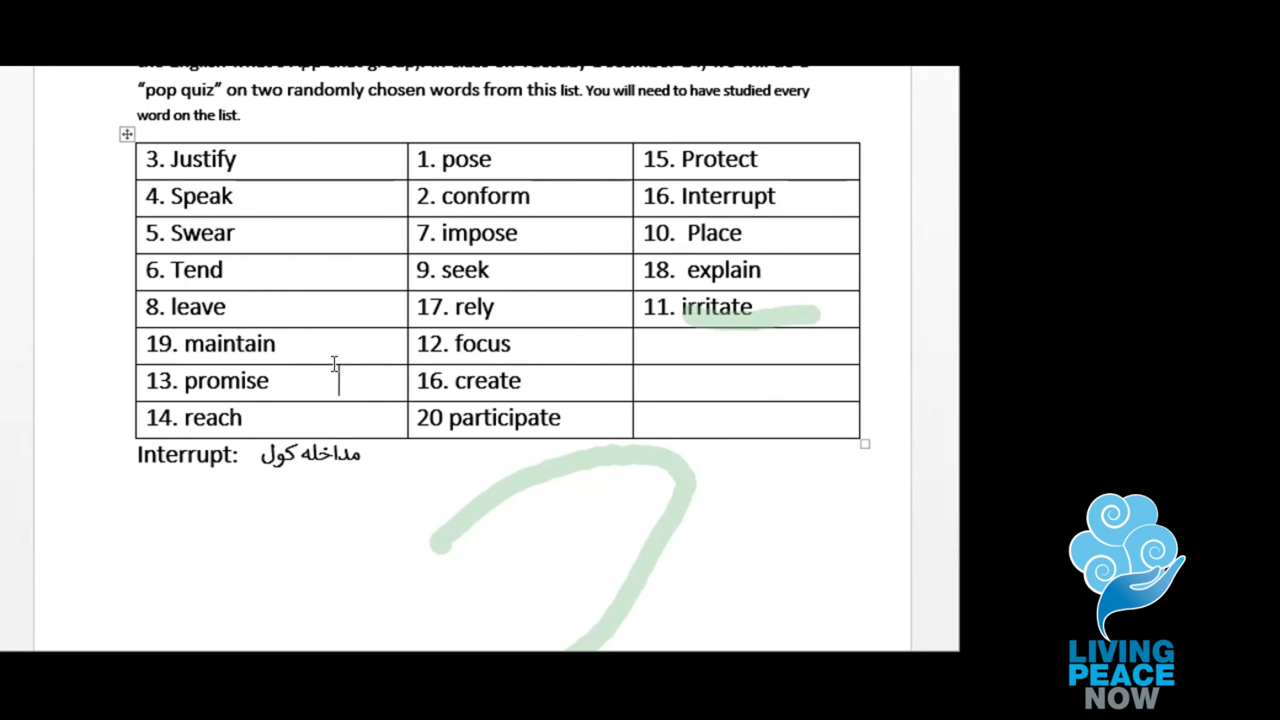 "pop quiz" on two randomly chosen words from this list. You will need to have studied every
word on the list.
3. Justify 1. pose 15. Protect
4. Speak 2. conform 16. Interrupt
5. Swear 7. impose 10. Place
6. Tend 9. seek 18. explain
8. leave 17. rely 11. irritate
19. maintain 12. focus
13. promise 16. create
14. reach 20 participate
Interrupt: مداخله کول
LIVING
PEACE
NOW